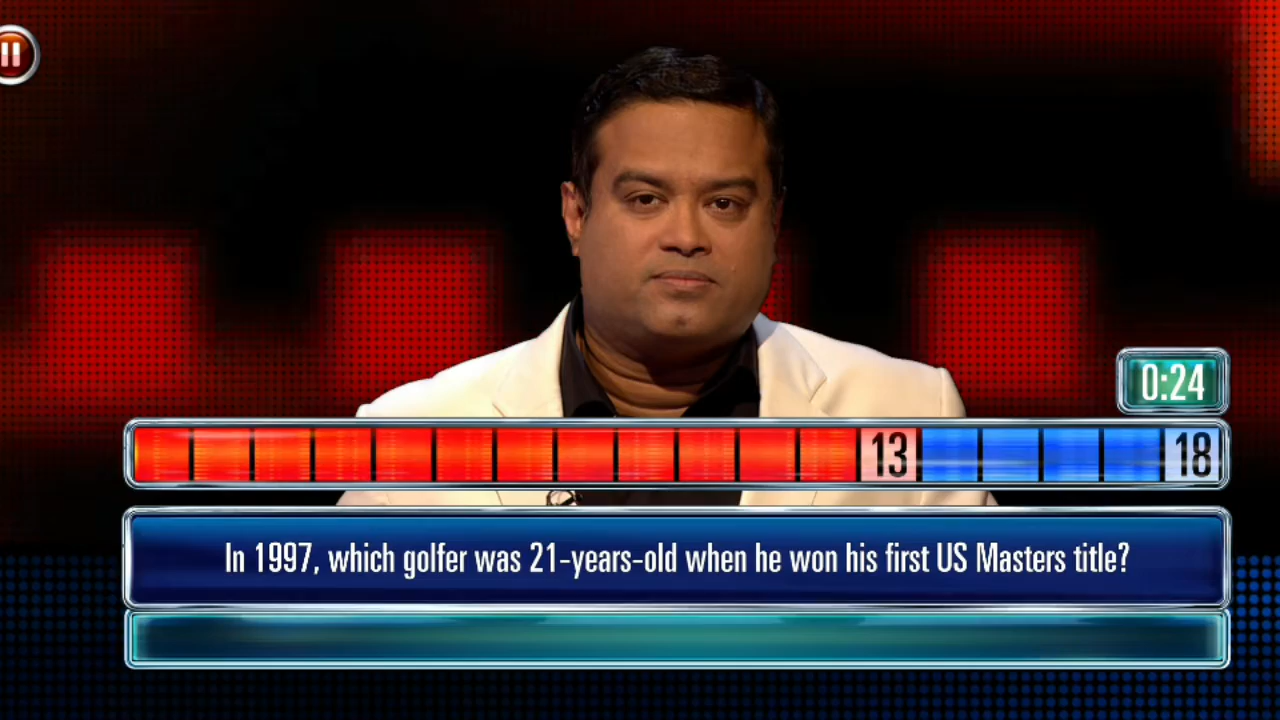 0:24
13
18
In 1997, which golfer was 21-years-old when he won his first US Masters title?